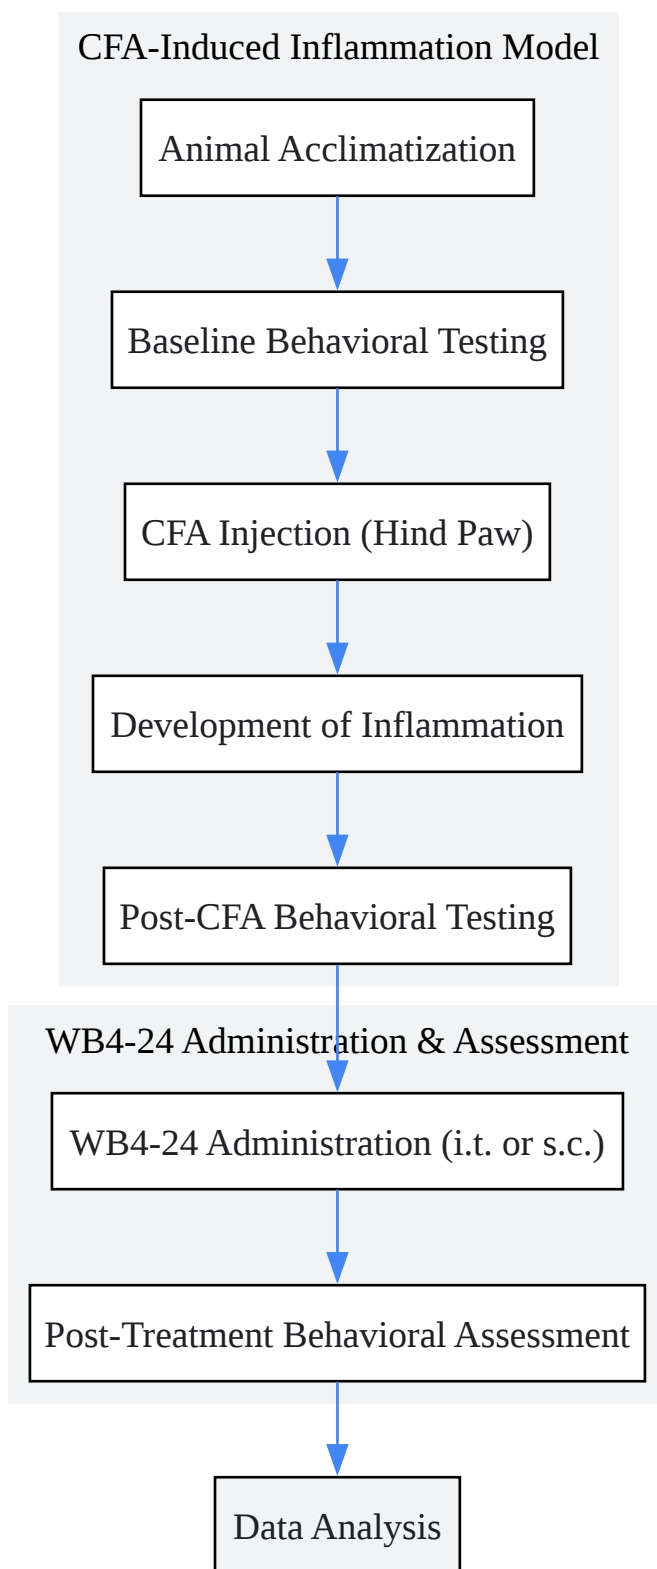 CFA-Induced Inflammation Model
Animal Acclimatization
Baseline Behavioral Testing
CFA Injection (Hind Paw)
Development of Inflammation
Post-CFA Behavioral Testing
WB4-24 Administration & Assessment
WB4-24 Administration (i.t. or s.c.)
Post-Treatment Behavioral Assessment
Data Analysis